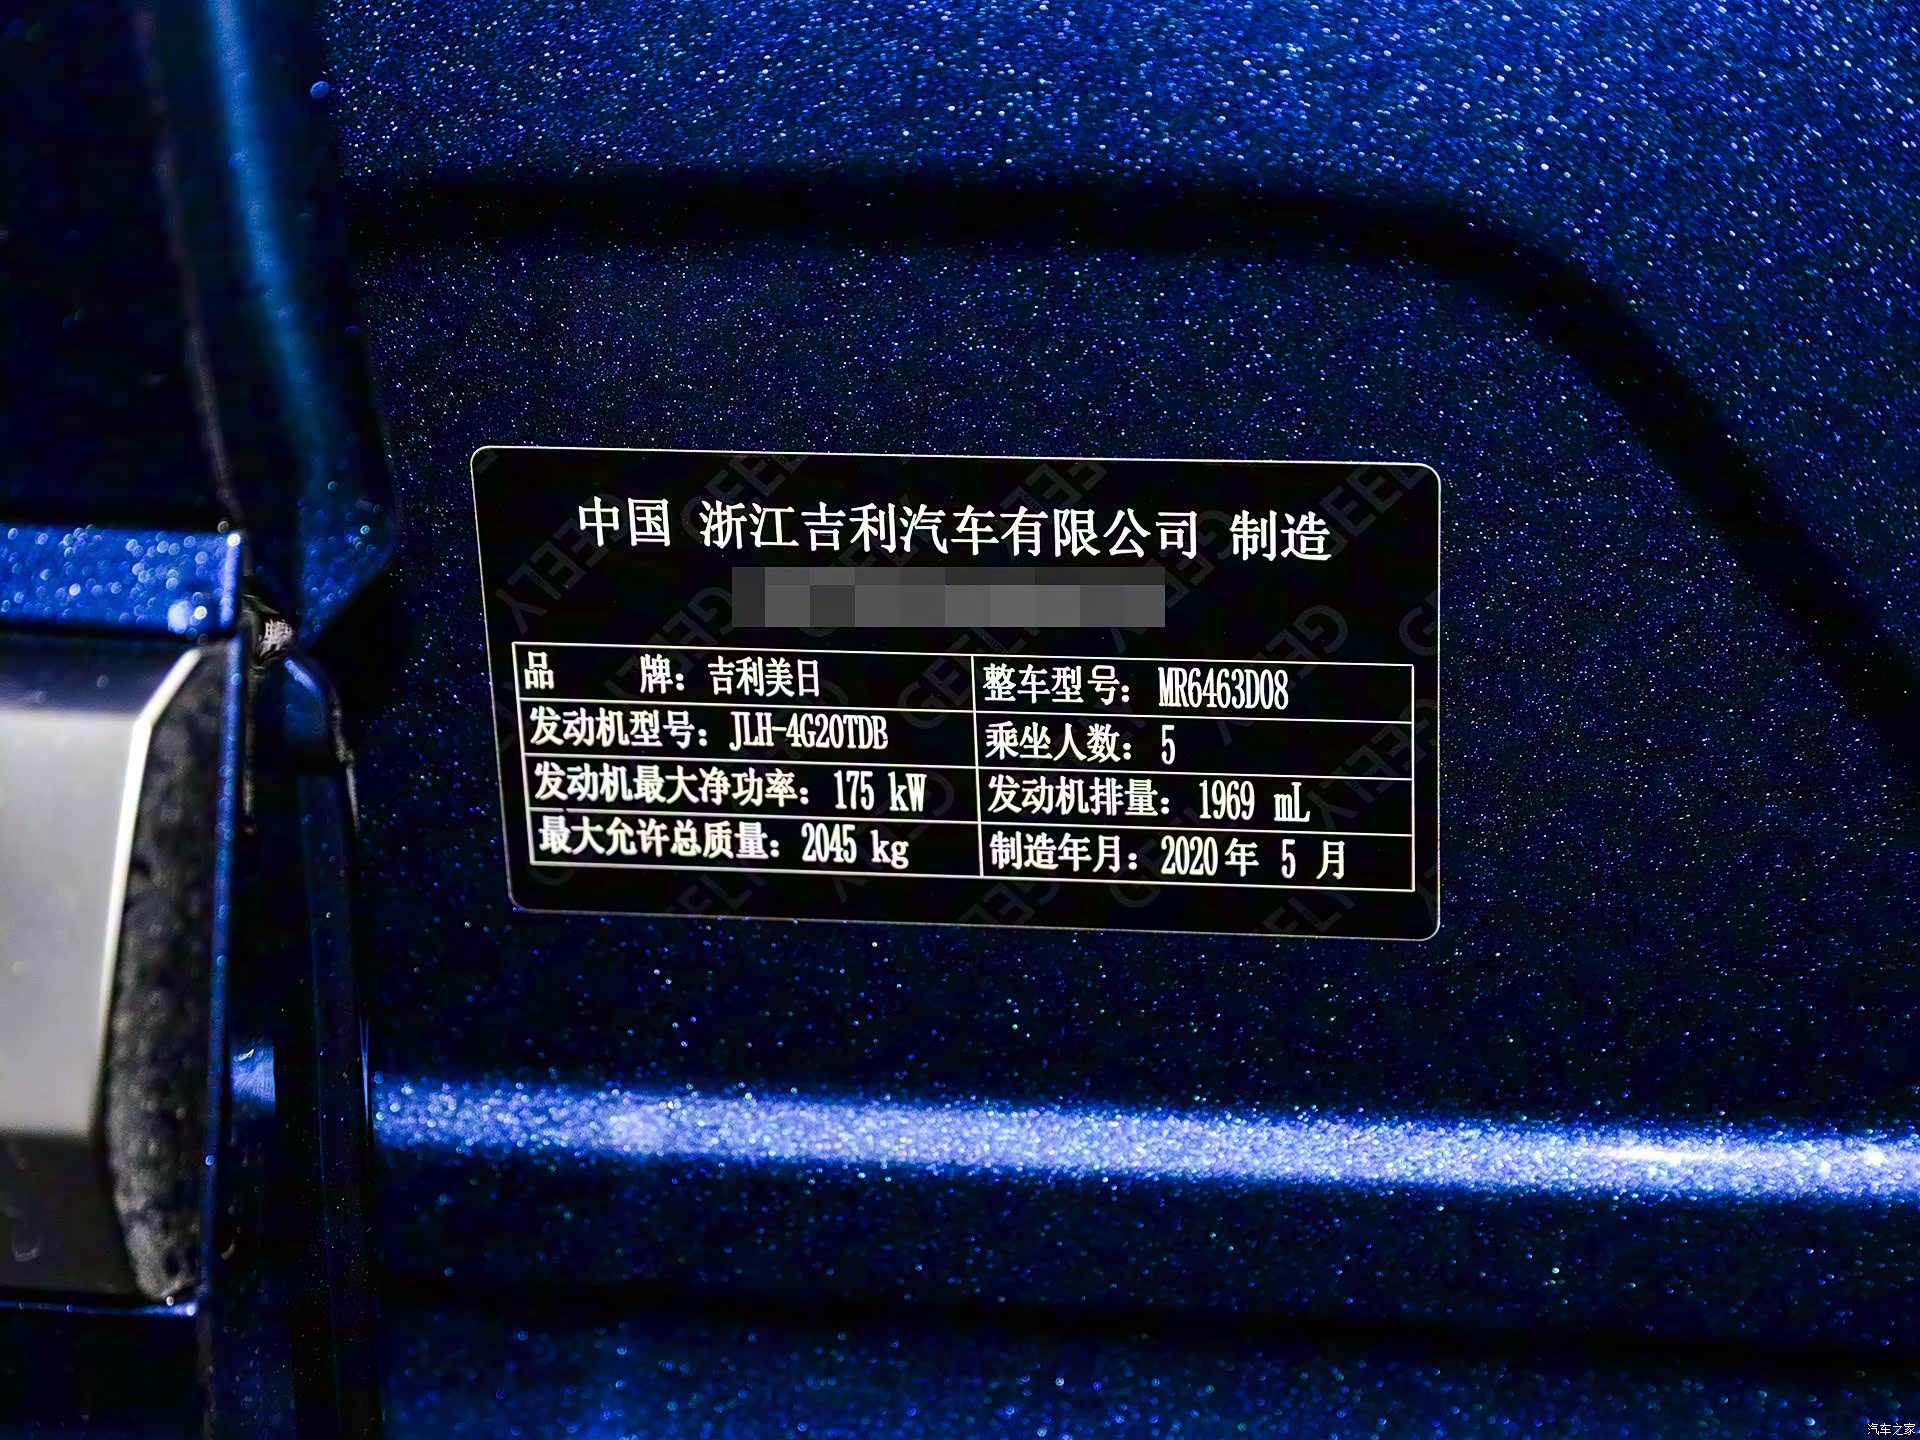 中国 浙江吉利汽车有限公司 制造
品 牌：吉利美日 整车型号：MR6463D08
发动机型号：JLH-4G20TDB 乘坐人数：5
发动机最大净功率：175 kW 发动机排量：1969 mL
最大允许总质量：2045 kg 制造年月：2020年 5 月
汽车之家